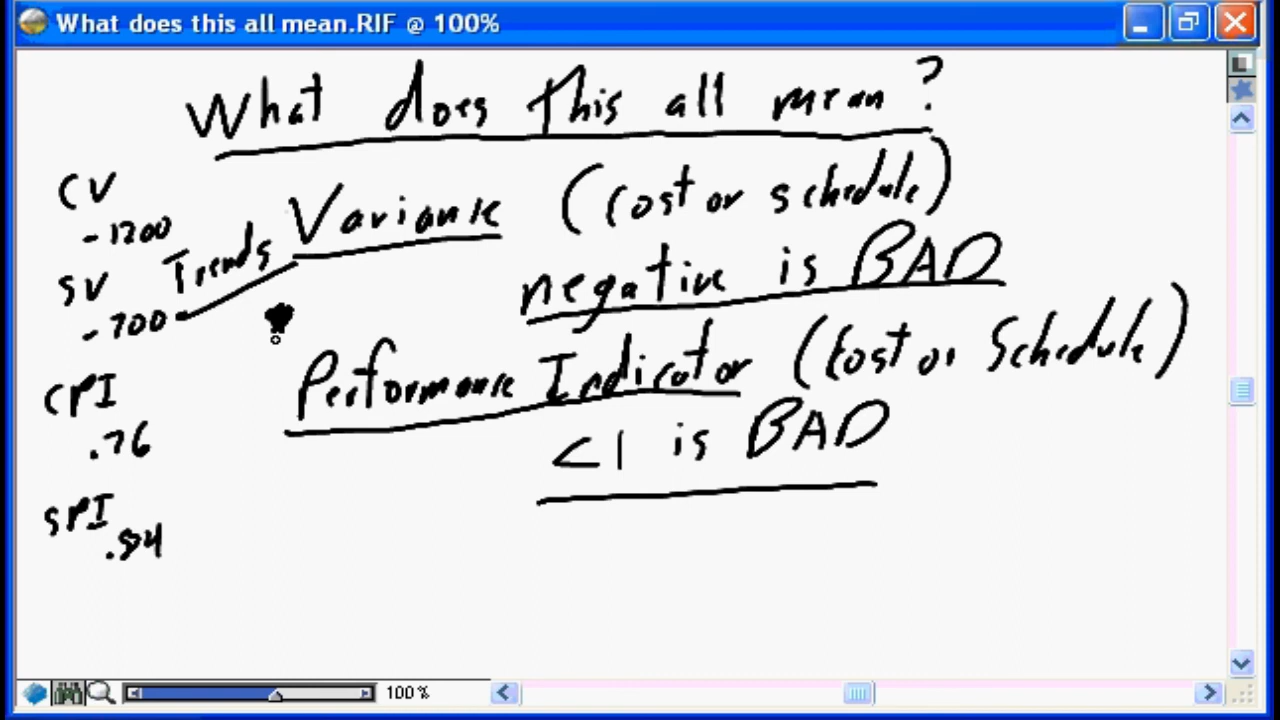 What does this all mean.RIF @ 100%
What does this all mean?
CV
-1200
SV
-700
Trends
Variance (cost or schedule)
negative is BAD
CPI
.76
Performance Indicator (Cost or Schedule)
<1 is BAD
SPI
.84
100%